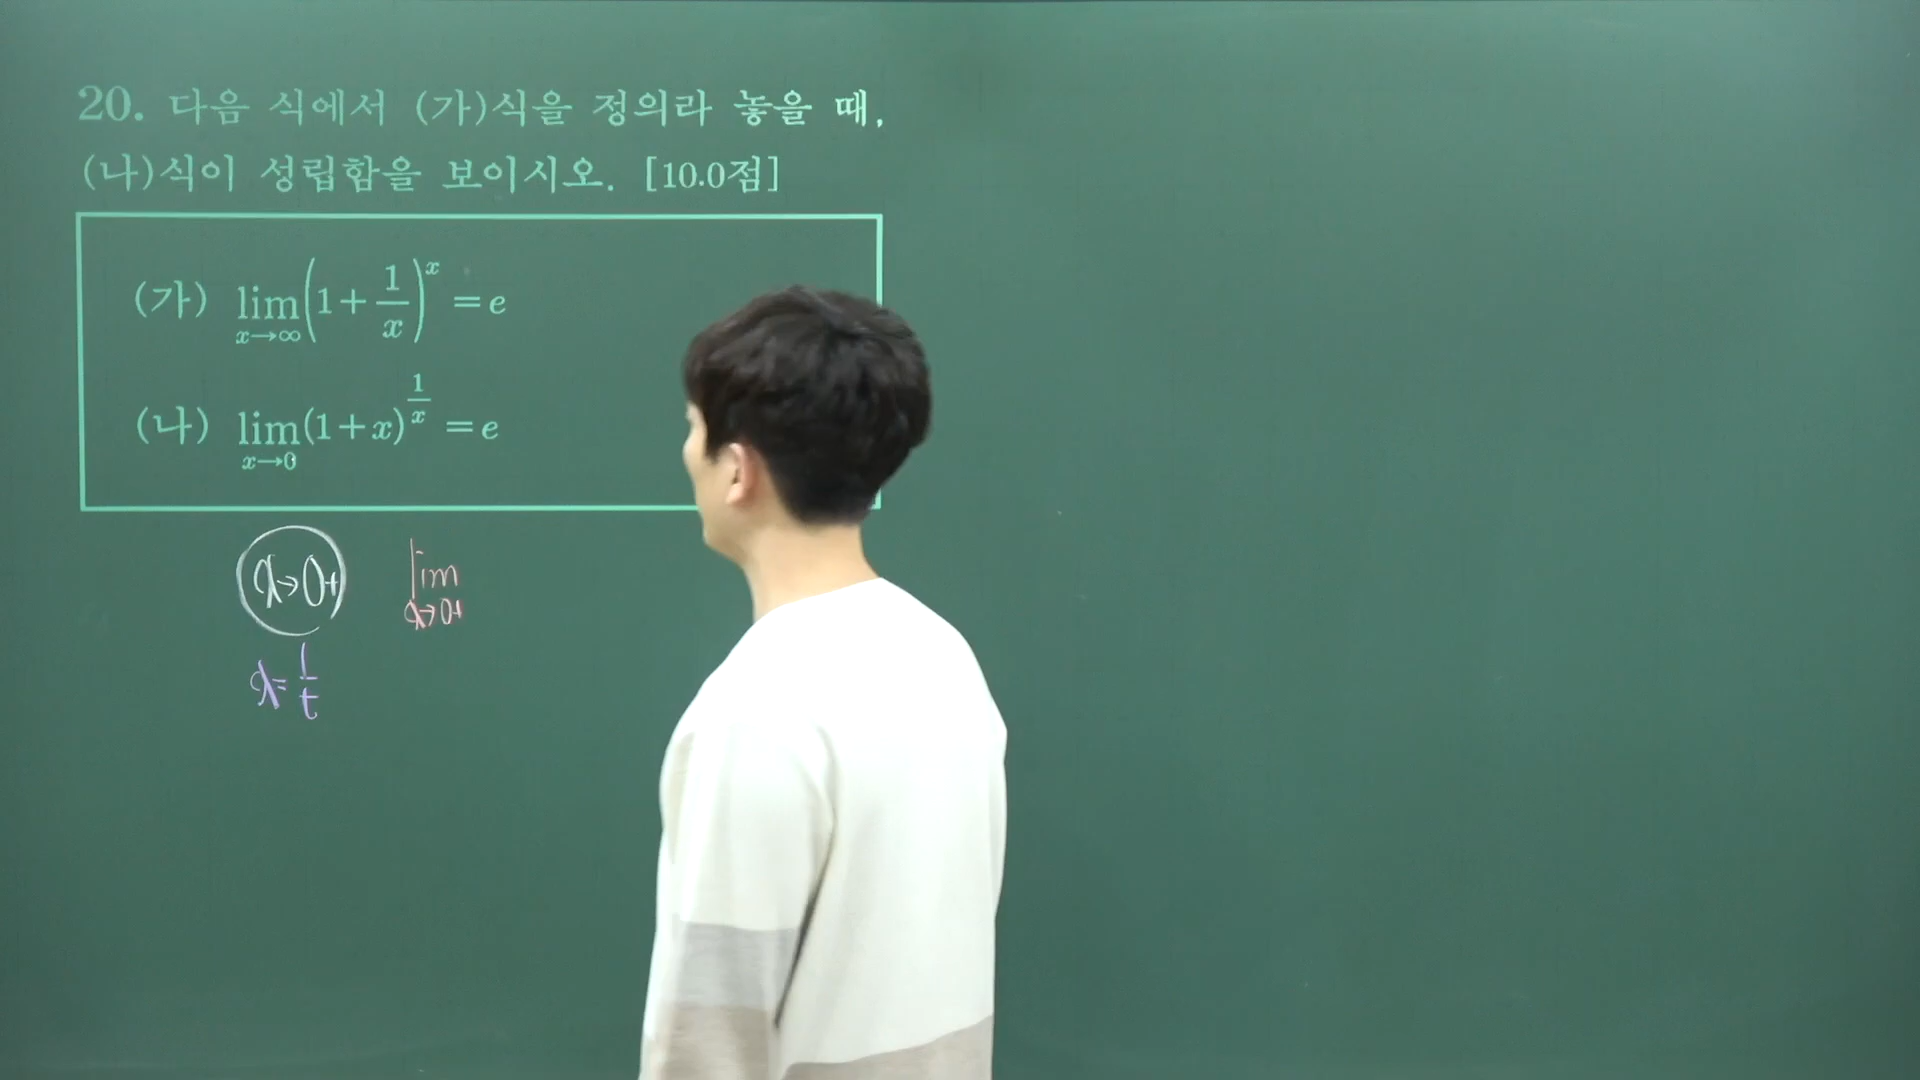 20. 다음 식에서 (가)식을 정의라 놓을 때,
(나)식이 성립함을 보이시오. [10.0점]
(가) lim_{x→∞}(1+1/x)^x = e
(나) lim_{x→0}(1+x)^{1/x} = e
x→0+ lim_{x→0+}
x=1/t